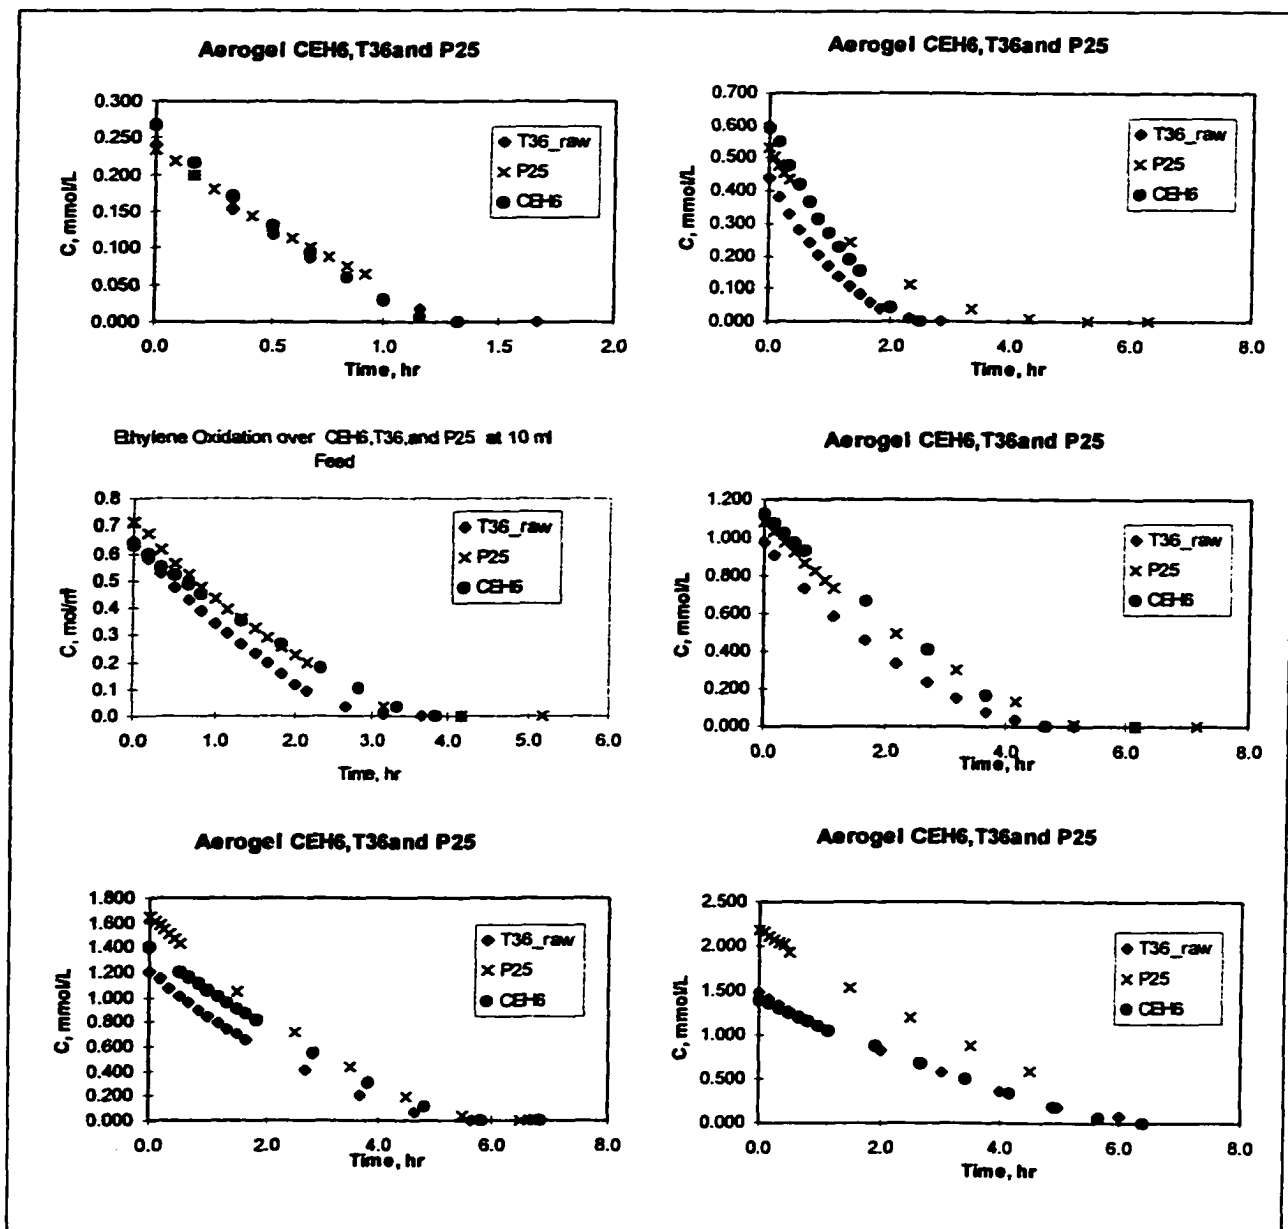 Aerogel CEH6,T36and P25
0.300
0.250
0.200
0.150
0.100
0.050
0.000
C, mmol/L
0.0
0.5
1.0
1.5
2.0
Time, hr
T36_raw
P25
CEH6
Aerogel CEH6,T36and P25
0.700
0.600
0.500
0.400
0.300
0.200
0.100
0.000
C, mmol/L
0.0
2.0
4.0
6.0
8.0
Time, hr
T36_raw
P25
CEH6
Ethylene Oxidation over CEH6,T36,and P25 at 10 ml
Feed
0.8
0.7
0.6
0.5
0.4
0.3
0.2
0.1
0.0
C, mol/m³
0.0
1.0
2.0
3.0
4.0
5.0
6.0
Time, hr
T36_raw
P25
CEH6
Aerogel CEH6,T36and P25
1.200
1.000
0.800
0.600
0.400
0.200
0.000
C, mmol/L
0.0
2.0
4.0
6.0
8.0
Time, hr
T36_raw
P25
CEH6
Aerogel CEH6,T36and P25
1.800
1.600
1.400
1.200
1.000
0.800
0.600
0.400
0.200
0.000
C, mmol/L
0.0
2.0
4.0
6.0
8.0
Time, hr
T36_raw
P25
CEH6
Aerogel CEH6,T36and P25
2.500
2.000
1.500
1.000
0.500
0.000
C, mmol/L
0.0
2.0
4.0
6.0
8.0
Time, hr
T36_raw
P25
CEH6